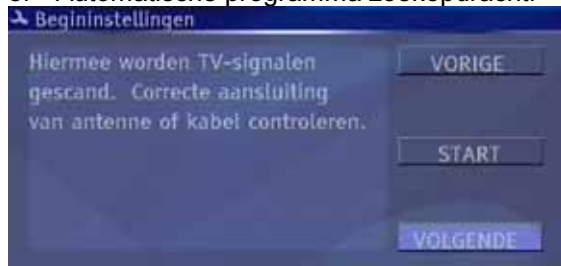 Begininstellingen
Hiermee worden TV-signalen
gescand. Correcte aansluiting
van antenne of kabel controleren.
VORIGE
START
VOLGENDE